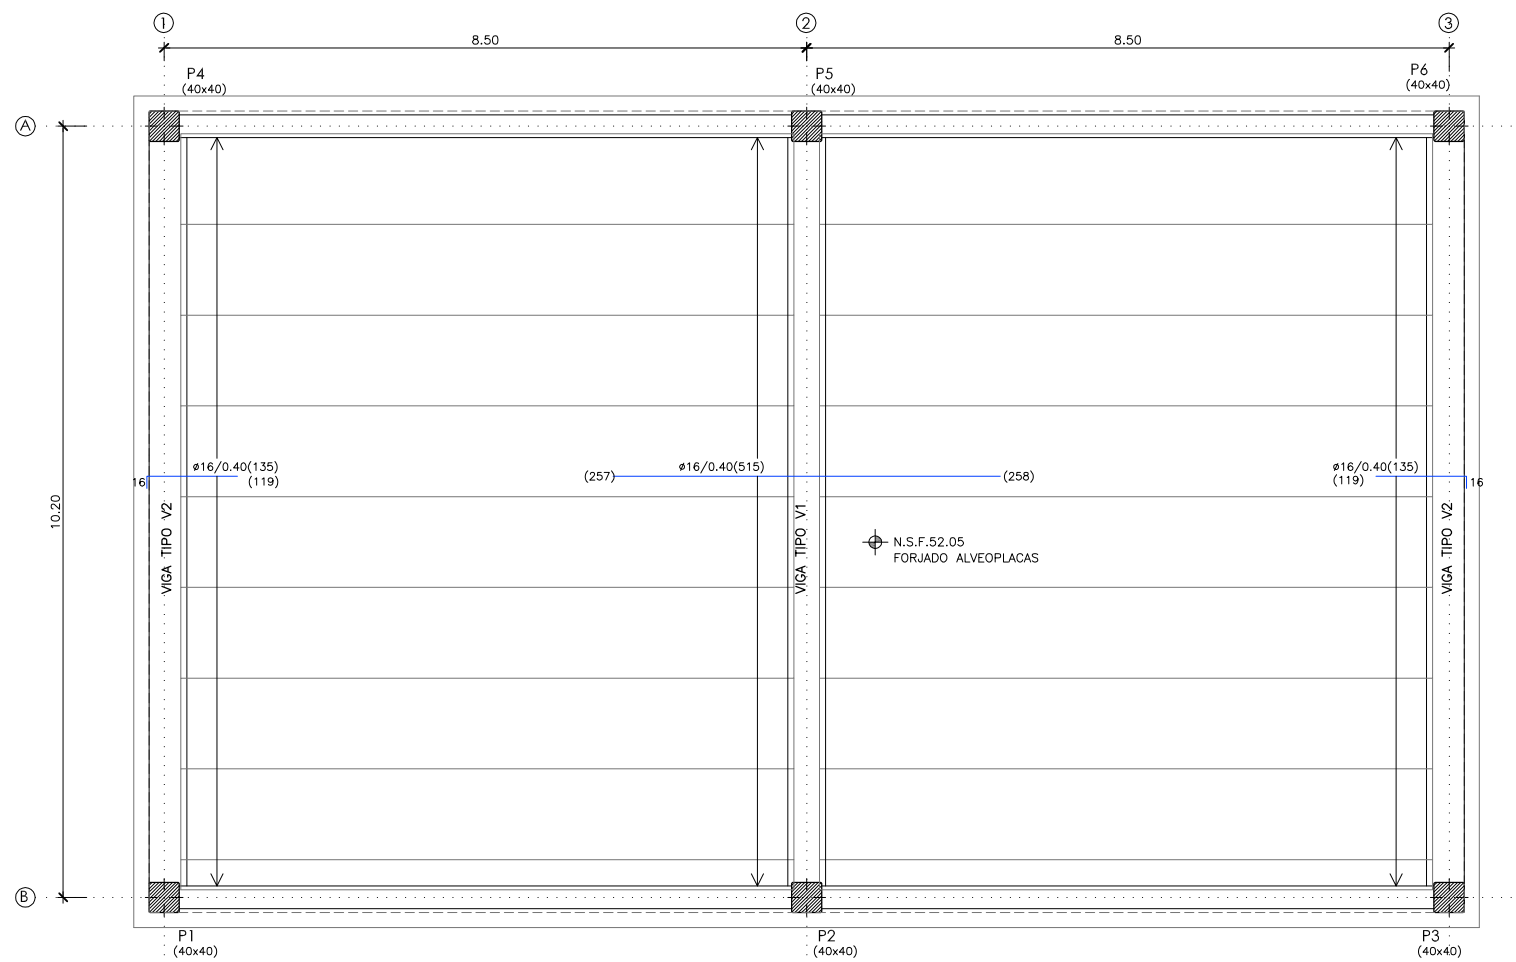 1
2
3
8.50
8.50
P4
(40x40)
P5
(40x40)
P6
(40x40)
A
ø16/0.40(135)
(119)
16
(257)
ø16/0.40(515)
(258)
ø16/0.40(135)
(119)
16
10.20
VIGA TIPO V2
VIGA TIPO V1
VIGA TIPO V2
N.S.F.52.05
FORJADO ALVEOPLACAS
B
P1
(40x40)
P2
(40x40)
P3
(40x40)